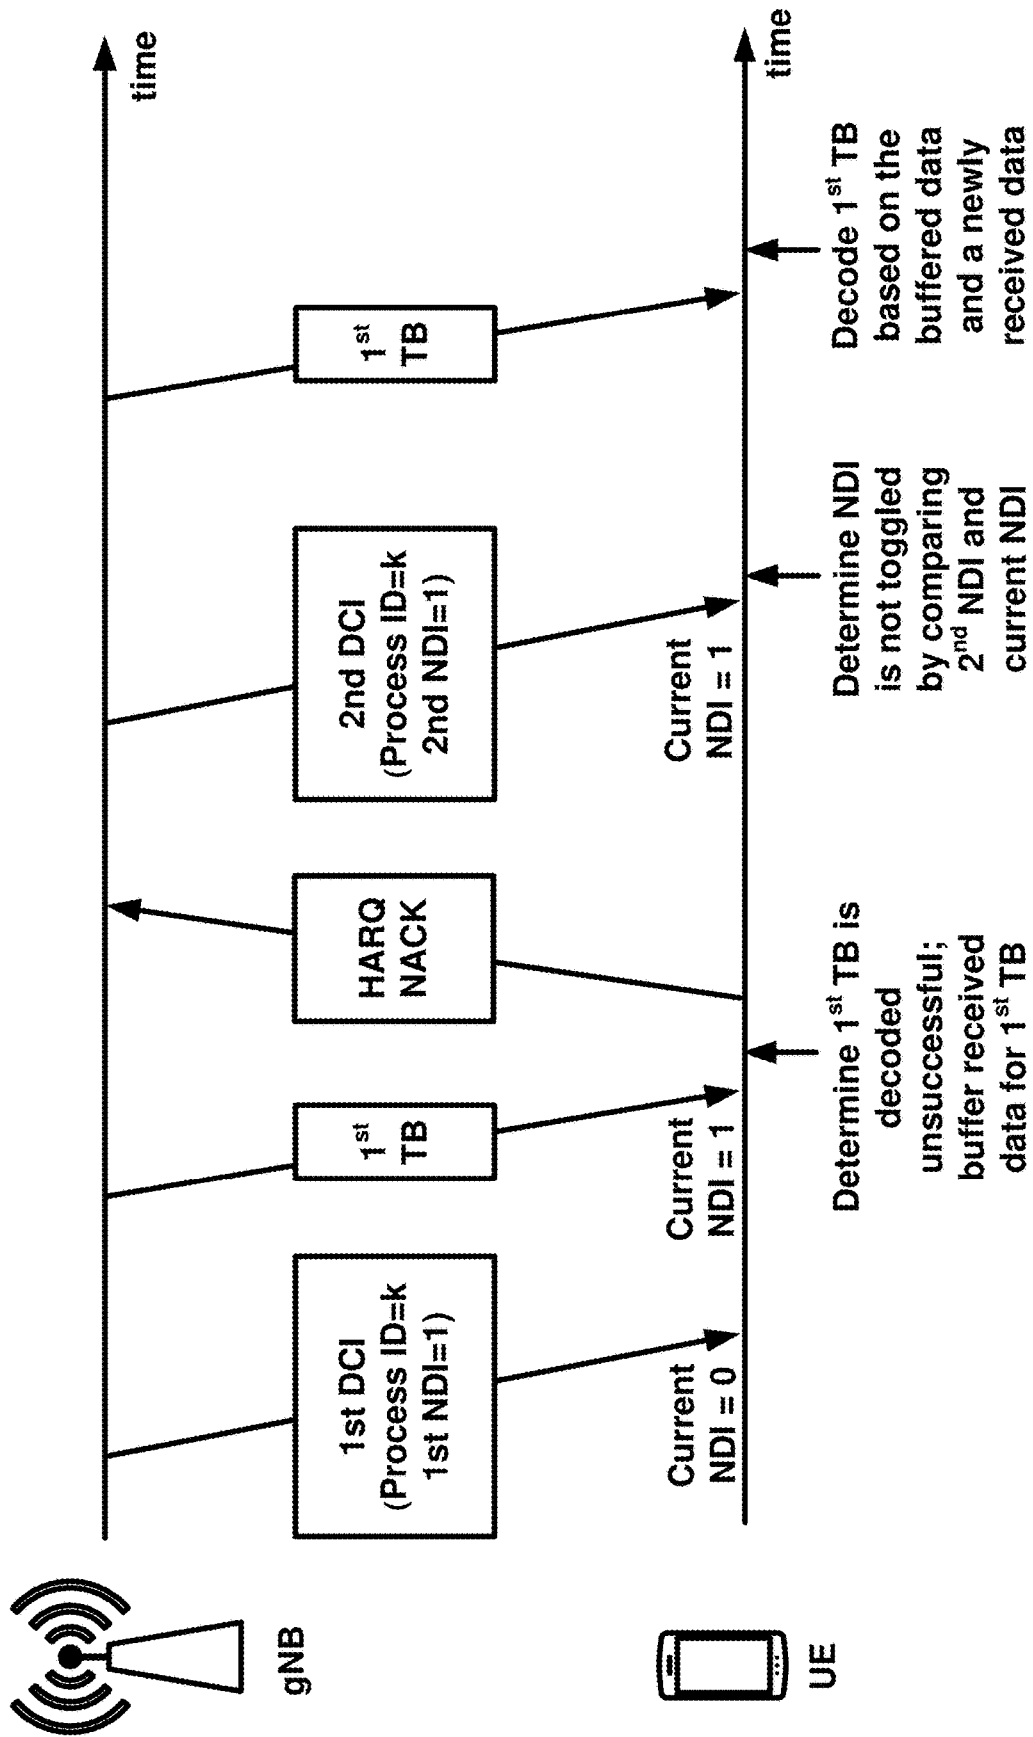 gNB
1st DCI
(Process ID=k
1st NDI=1)
1st
TB
HARQ
NACK
2nd DCI
(Process ID=k
2nd NDI=1)
1st
TB
time
Current
NDI = 0
Current
NDI = 1
Current
NDI = 1
UE
time
Determine 1st TB is
decoded
unsuccessful;
buffer received
data for 1st TB
Determine NDI
is not toggled
by comparing
2nd NDI and
current NDI
Decode 1st TB
based on the
buffered data
and a newly
received data